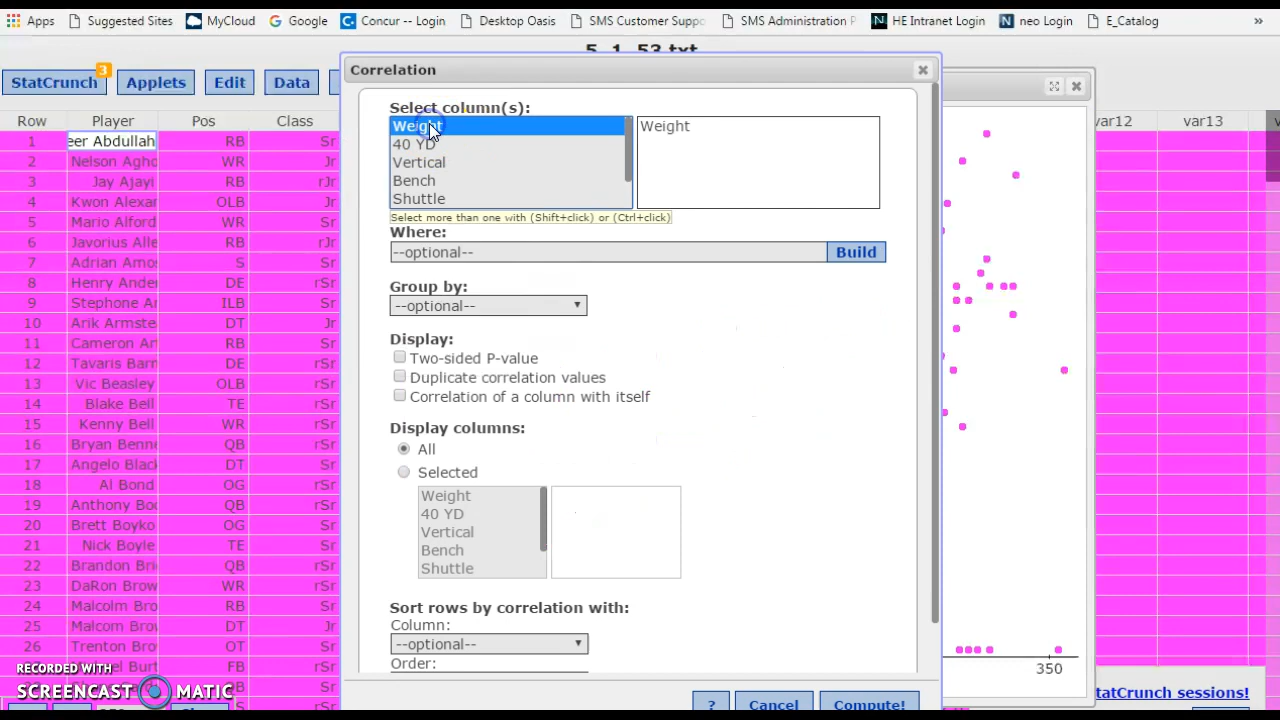 Apps Suggested Sites MyCloud Google Concur -- Login Desktop Oasis SMS Customer Suppo SMS Administration P HE Intranet Login neo Login E_Catalog »
StatCrunch 3 Applets Edit Data
Row Player Pos Class var12 var13
1 eer Abdullah RB Sr
2 Nelson Agho WR Jr
3 Jay Ajayi RB rJr
4 Kwon Alexar OLB Jr
5 Mario Alford WR Sr
6 Javorius Alle RB rJr
7 Adrian Amos S Sr
8 Henry Ander DE rSr
9 Stephone Ar ILB Sr
10 Arik Armste DT Jr
11 Cameron Art RB Sr
12 Tavaris Barn DE rSr
13 Vic Beasley OLB rSr
14 Blake Bell TE rSr
15 Kenny Bell WR rSr
16 Bryan Benne QB rSr
17 Angelo Black DT Sr
18 Al Bond OG rSr
19 Anthony Boo QB rSr
20 Brett Boyko OG Sr
21 Nick Boyle TE Sr
22 Brandon Bri QB rSr
23 DaRon Brow WR rSr
24 Malcolm Bro RB Sr
25 Malcom Brow DT Jr
26 Trenton Bro OT Sr
Burt FB rSr
Sr
Correlation
Select column(s):
Weight
40 YD
Vertical
Bench
Shuttle
Weight
Select more than one with (Shift+click) or (Ctrl+click)
Where:
--optional-- Build
Group by:
--optional--
Display:
Two-sided P-value
Duplicate correlation values
Correlation of a column with itself
Display columns:
All
Selected
Weight
40 YD
Vertical
Bench
Shuttle
Sort rows by correlation with:
Column:
--optional--
Order:
? Cancel Compute!
350
tatCrunch sessions!
RECORDED WITH
SCREENCAST MATIC